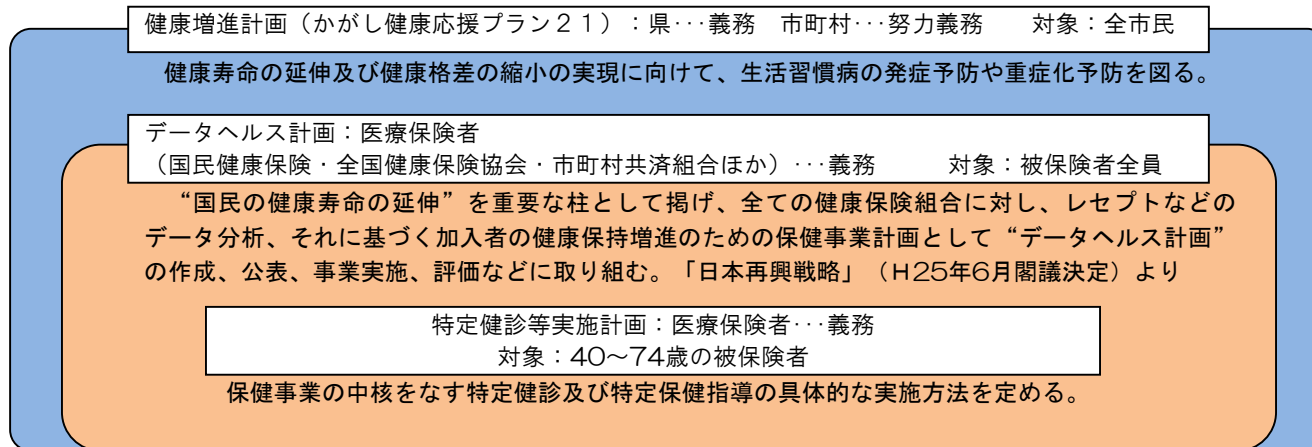 健康増進計画（かがし健康応援プラン２１）：県･･･義務　市町村･･･努力義務　　対象：全市民
健康寿命の延伸及び健康格差の縮小の実現に向けて、生活習慣病の発症予防や重症化予防を図る。
データヘルス計画：医療保険者
（国民健康保険・全国健康保険協会・市町村共済組合ほか）･･･義務　　　対象：被保険者全員
“国民の健康寿命の延伸”を重要な柱として掲げ、全ての健康保険組合に対し、レセプトなどの
データ分析、それに基づく加入者の健康保持増進のための保健事業計画として“データヘルス計画”
の作成、公表、事業実施、評価などに取り組む。「日本再興戦略」（H25年6月閣議決定）より
特定健診等実施計画：医療保険者･･･義務
対象：40～74歳の被保険者
保健事業の中核をなす特定健診及び特定保健指導の具体的な実施方法を定める。